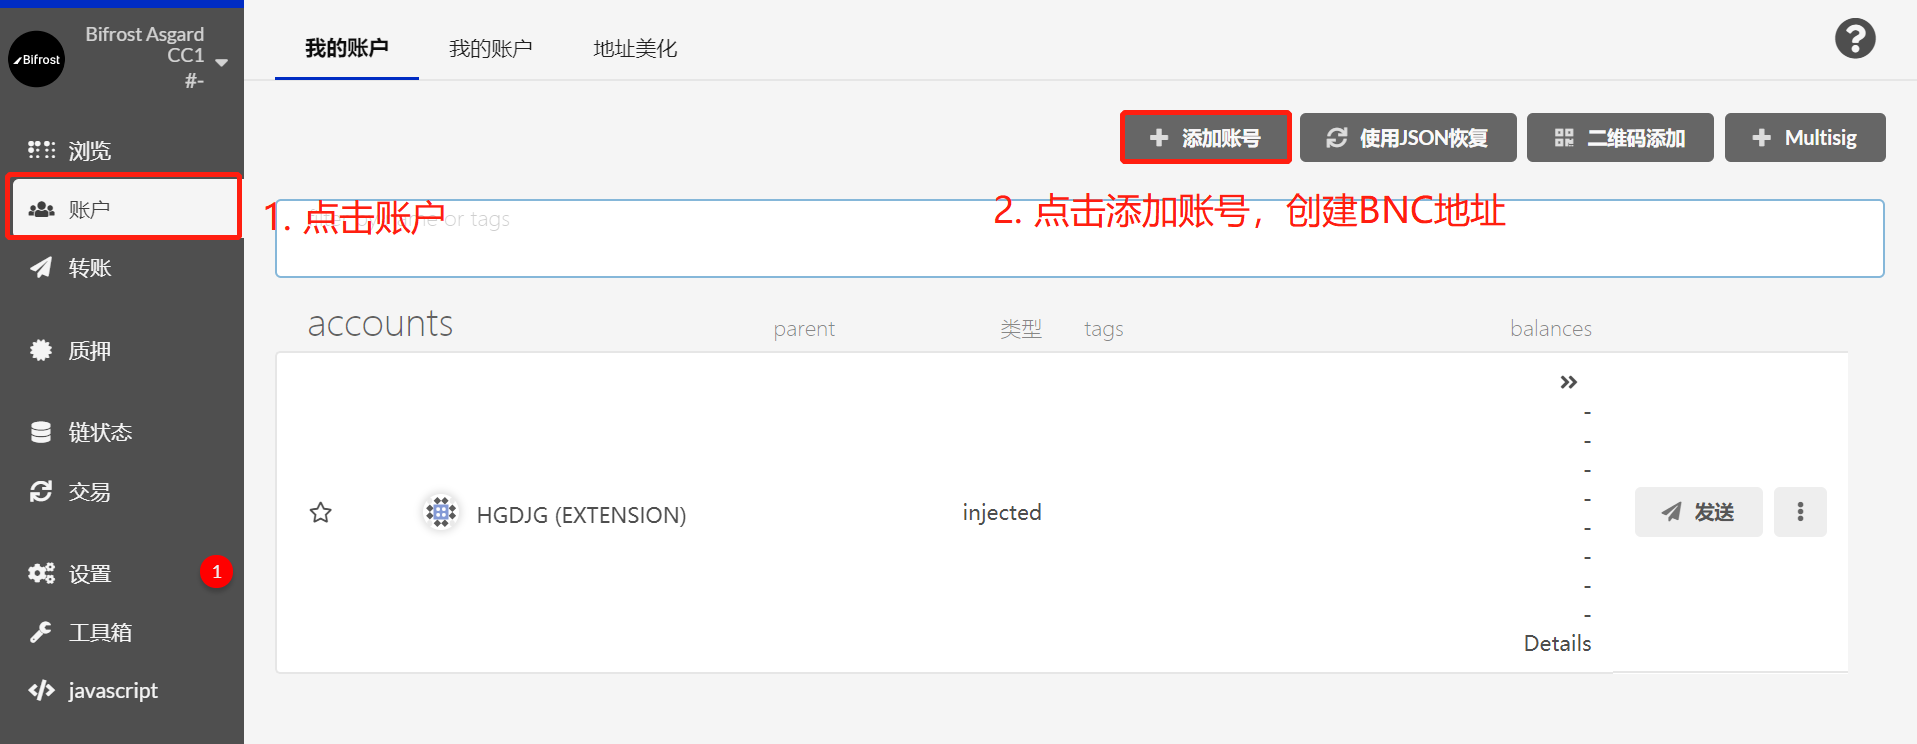 Bifrost
Bifrost Asgard
CC1
#-
浏览
账户
转账
质押
链状态
交易
设置
1
工具箱
javascript
我的账户
我的账户
地址美化
添加账号
使用JSON恢复
二维码添加
Multisig
1. 点击账户
or tags
2. 点击添加账号，创建BNC地址
accounts
parent
类型
tags
balances
-
-
-
-
-
-
-
-
HGDJG (EXTENSION)
injected
发送
Details